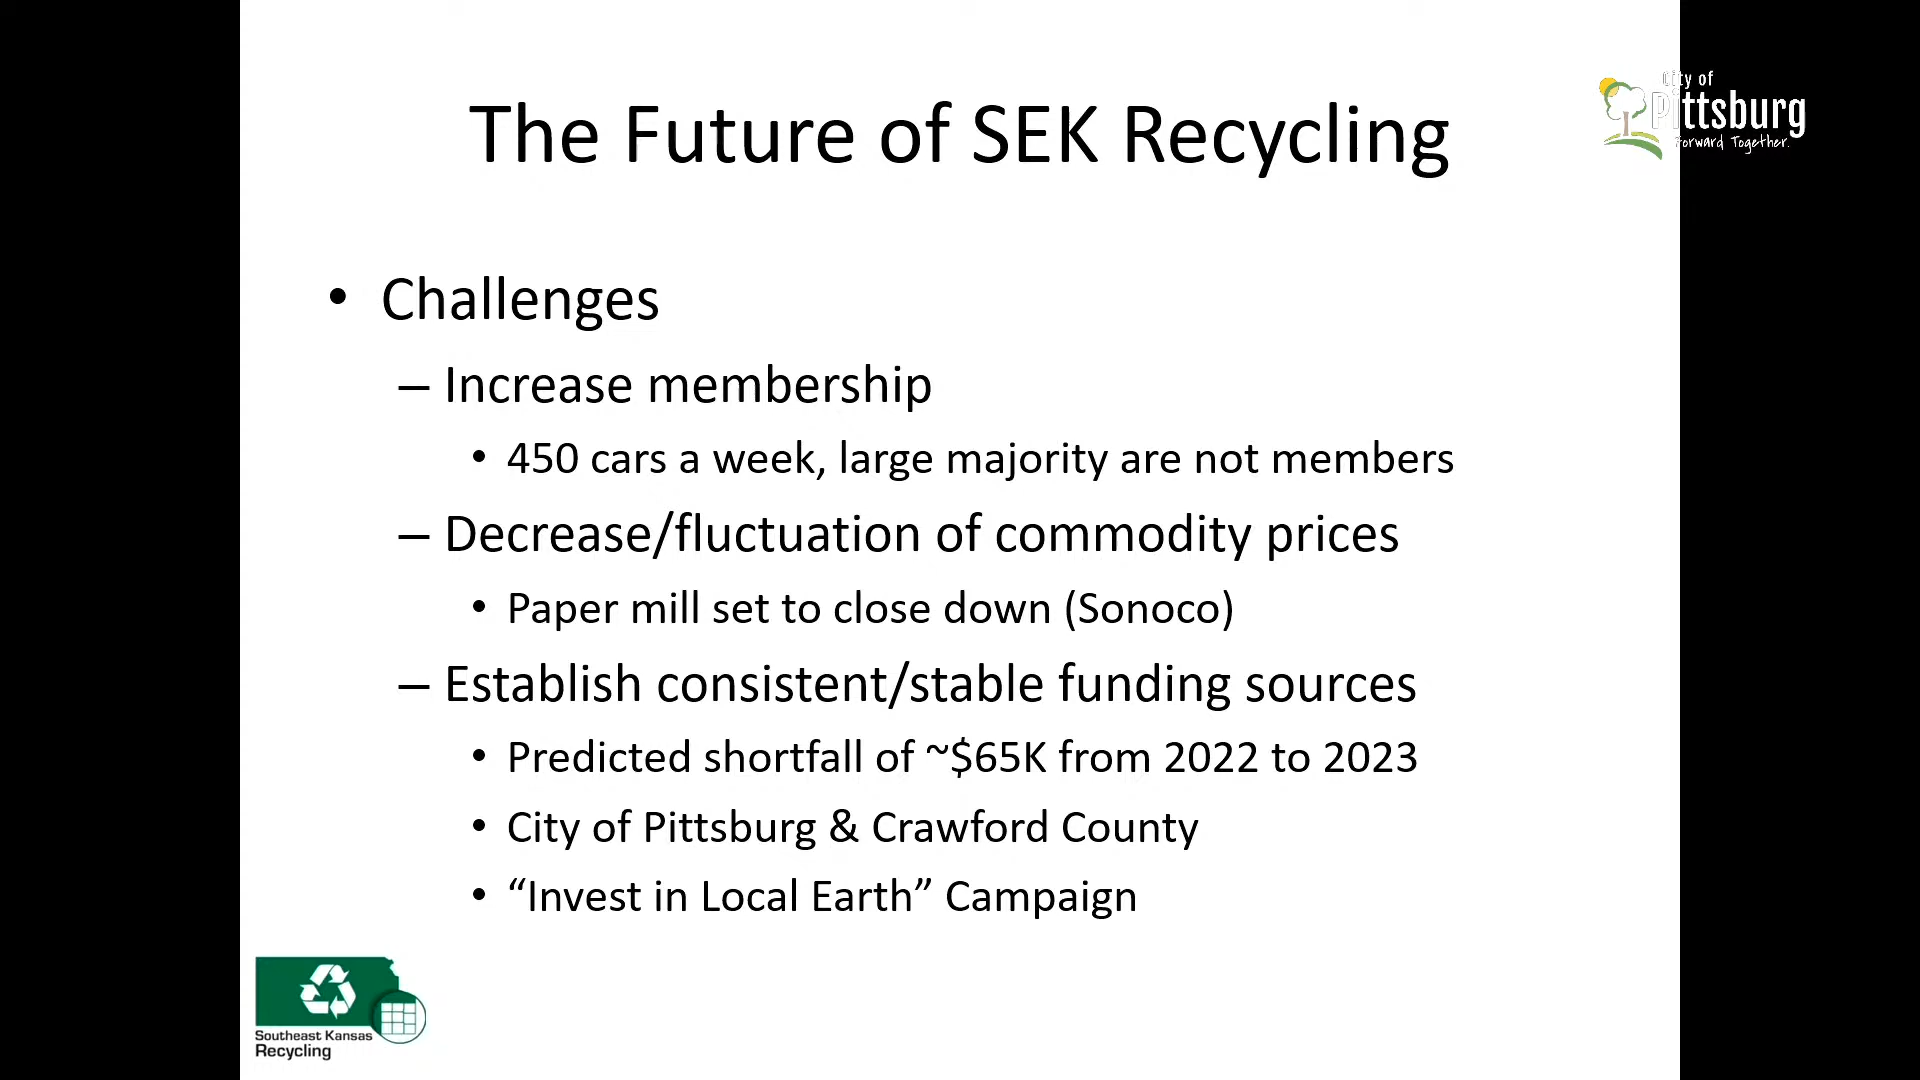 City of
Pittsburg
Forward Together.
The Future of SEK Recycling
• Challenges
– Increase membership
• 450 cars a week, large majority are not members
– Decrease/fluctuation of commodity prices
• Paper mill set to close down (Sonoco)
– Establish consistent/stable funding sources
• Predicted shortfall of ~$65K from 2022 to 2023
• City of Pittsburg & Crawford County
• “Invest in Local Earth” Campaign
Southeast Kansas
Recycling